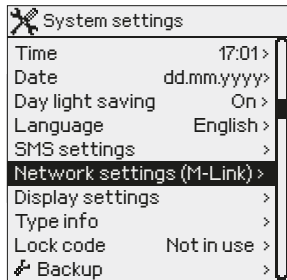 System settings
Time 17:01>
Date dd.mm.yyyy>
Day light saving On >
Language English >
SMS settings >
Network settings (M-Link) >
Display settings >
Type info >
Lock code Not in use >
Backup >